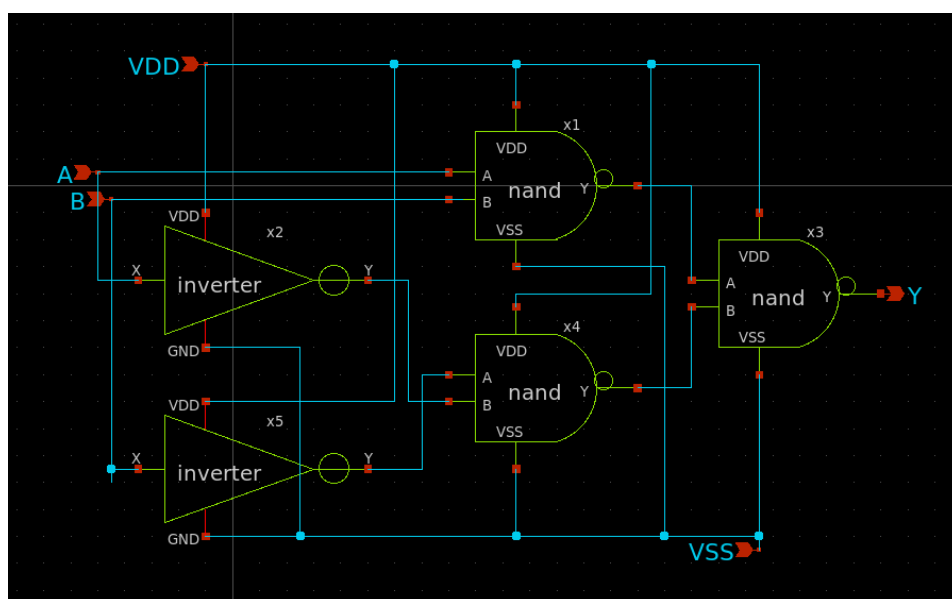 VDD
x1
VDD
A
A
nand
Y
B
B
VSS
VDD
x2
x3
X
inverter
Y
VDD
A
nand
Y
Y
B
x4
VSS
GND
VDD
A
nand
Y
B
VDD
x5
VSS
X
inverter
Y
GND
VSS